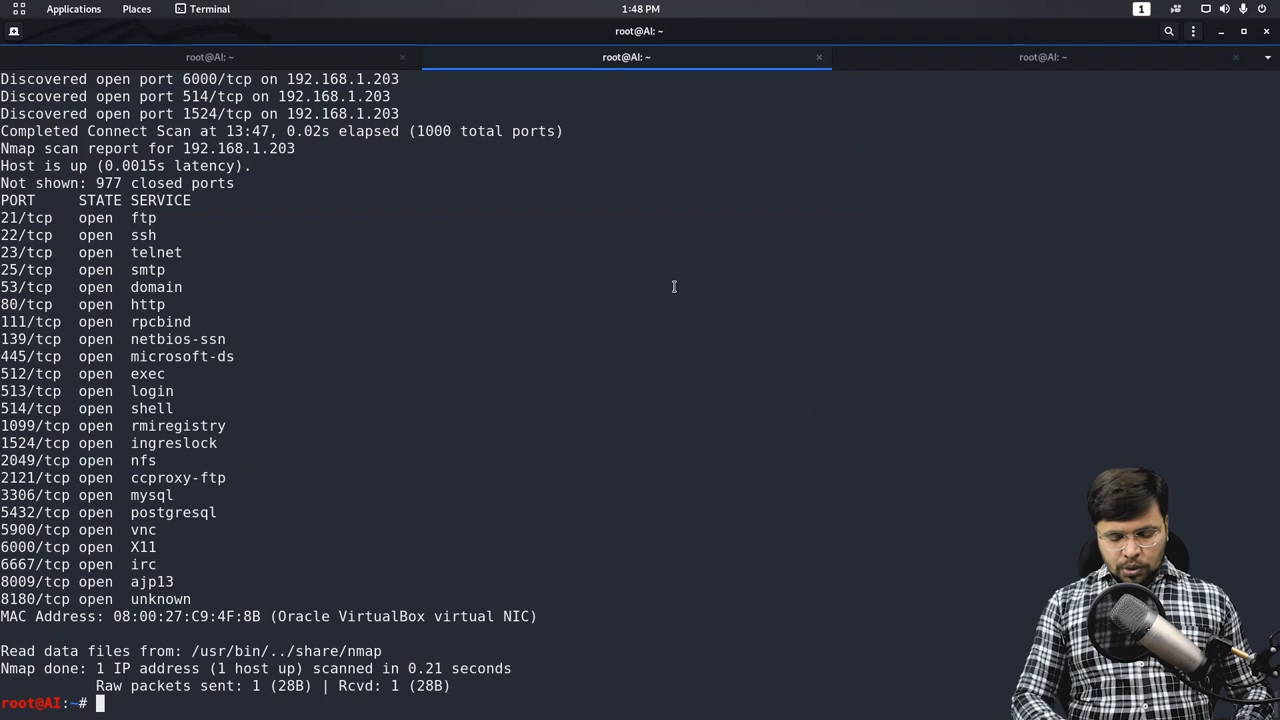 Applications Places Terminal 1:48 PM 1
root@AI: ~
root@AI: ~ root@AI: ~ root@AI: ~
Discovered open port 6000/tcp on 192.168.1.203
Discovered open port 514/tcp on 192.168.1.203
Discovered open port 1524/tcp on 192.168.1.203
Completed Connect Scan at 13:47, 0.02s elapsed (1000 total ports)
Nmap scan report for 192.168.1.203
Host is up (0.0015s latency).
Not shown: 977 closed ports
PORT     STATE SERVICE
21/tcp   open  ftp
22/tcp   open  ssh
23/tcp   open  telnet
25/tcp   open  smtp
53/tcp   open  domain
80/tcp   open  http
111/tcp  open  rpcbind
139/tcp  open  netbios-ssn
445/tcp  open  microsoft-ds
512/tcp  open  exec
513/tcp  open  login
514/tcp  open  shell
1099/tcp open  rmiregistry
1524/tcp open  ingreslock
2049/tcp open  nfs
2121/tcp open  ccproxy-ftp
3306/tcp open  mysql
5432/tcp open  postgresql
5900/tcp open  vnc
6000/tcp open  X11
6667/tcp open  irc
8009/tcp open  ajp13
8180/tcp open  unknown
MAC Address: 08:00:27:C9:4F:8B (Oracle VirtualBox virtual NIC)
Read data files from: /usr/bin/../share/nmap
Nmap done: 1 IP address (1 host up) scanned in 0.21 seconds
Raw packets sent: 1 (28B) | Rcvd: 1 (28B)
root@AI:~#